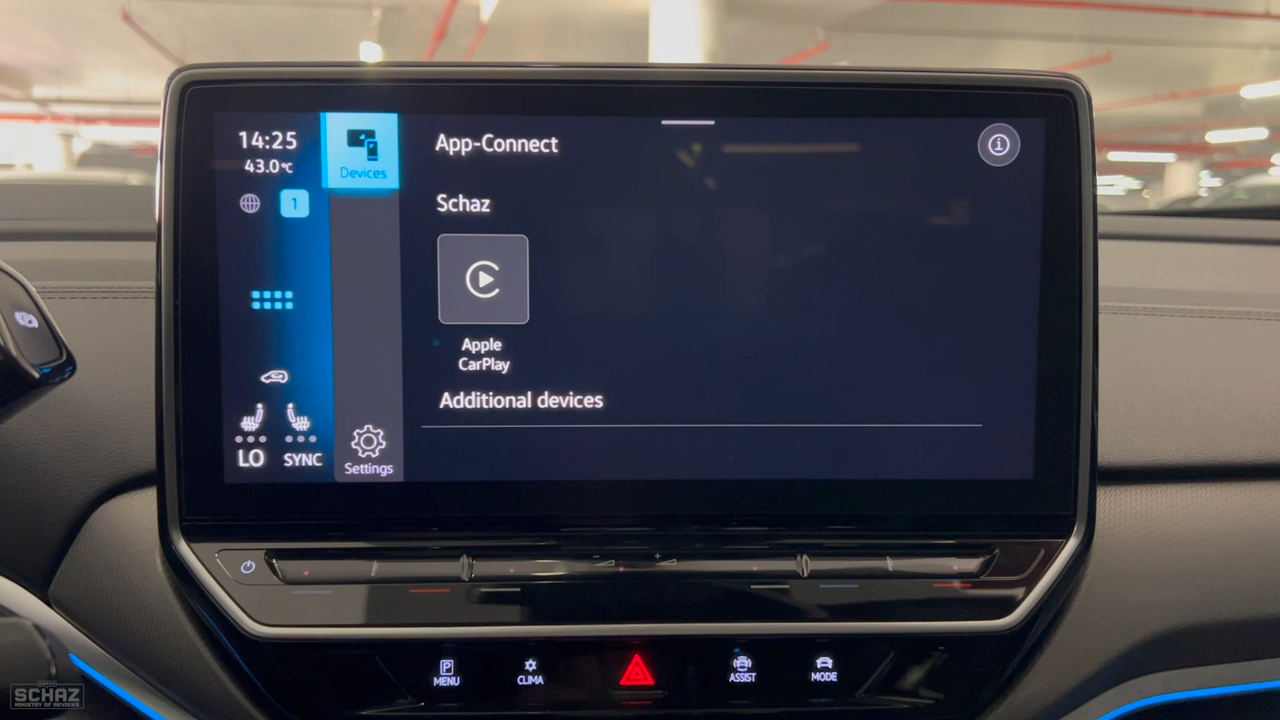 14:25
43.0°C
1
Devices
App-Connect
Schaz
Apple
CarPlay
Additional devices
LO
SYNC
Settings
P
MENU
CLIMA
ASSIST
MODE
SCHAZ
MINISTRY OF REVIEWS